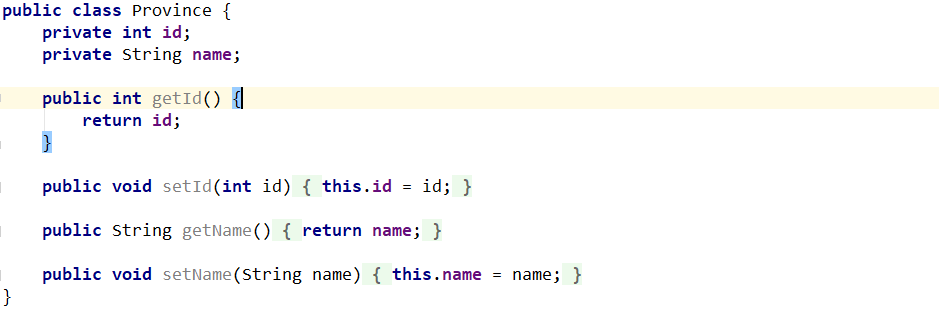 public class Province {
    private int id;
    private String name;

    public int getId() {
        return id;
    }

    public void setId(int id) { this.id = id; }

    public String getName() { return name; }

    public void setName(String name) { this.name = name; }
}